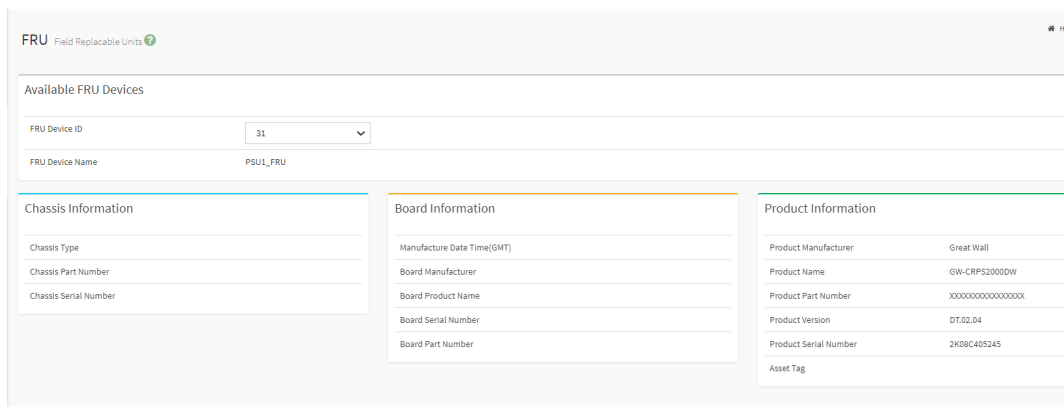 FRU Field Replacable Units
H
Available FRU Devices
FRU Device ID 31
FRU Device Name PSU1_FRU
Chassis Information
Chassis Type
Chassis Part Number
Chassis Serial Number
Board Information
Manufacture Date Time(GMT)
Board Manufacturer
Board Product Name
Board Serial Number
Board Part Number
Product Information
Product Manufacturer Great Wall
Product Name GW-CRPS2000DW
Product Part Number XXXXXXXXXXXXXXXX
Product Version DT.02.04
Product Serial Number 2K08C405245
Asset Tag